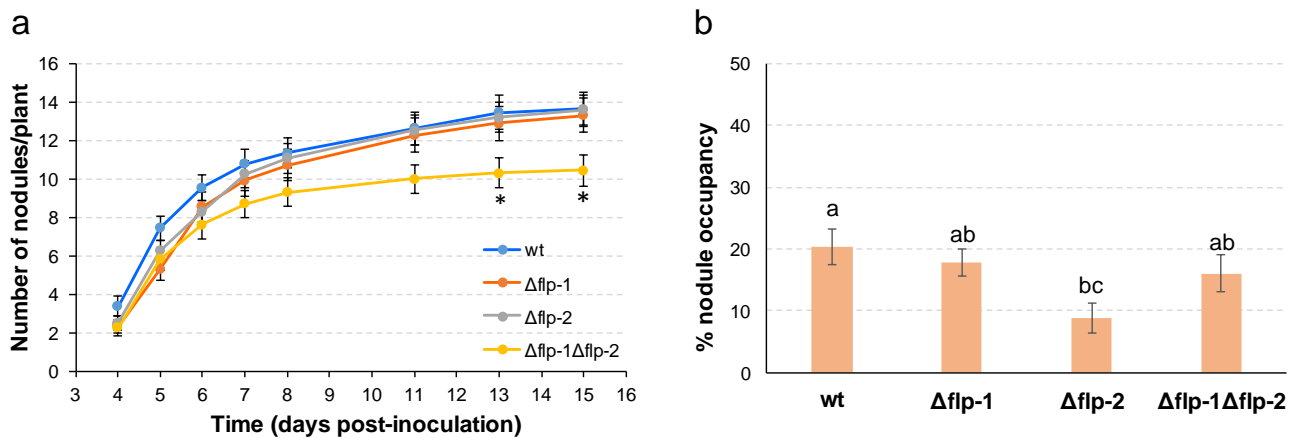 a
Number of nodules/plant
16
14
12
10
8
6
4
2
0
3 4 5 6 7 8 9 10 11 12 13 14 15 16
Time (days post-inoculation)
* *
wt
Δflp-1
Δflp-2
Δflp-1Δflp-2
b
% nodule occupancy
50
40
30
20
10
0
a
ab
bc
ab
wt Δflp-1 Δflp-2 Δflp-1Δflp-2